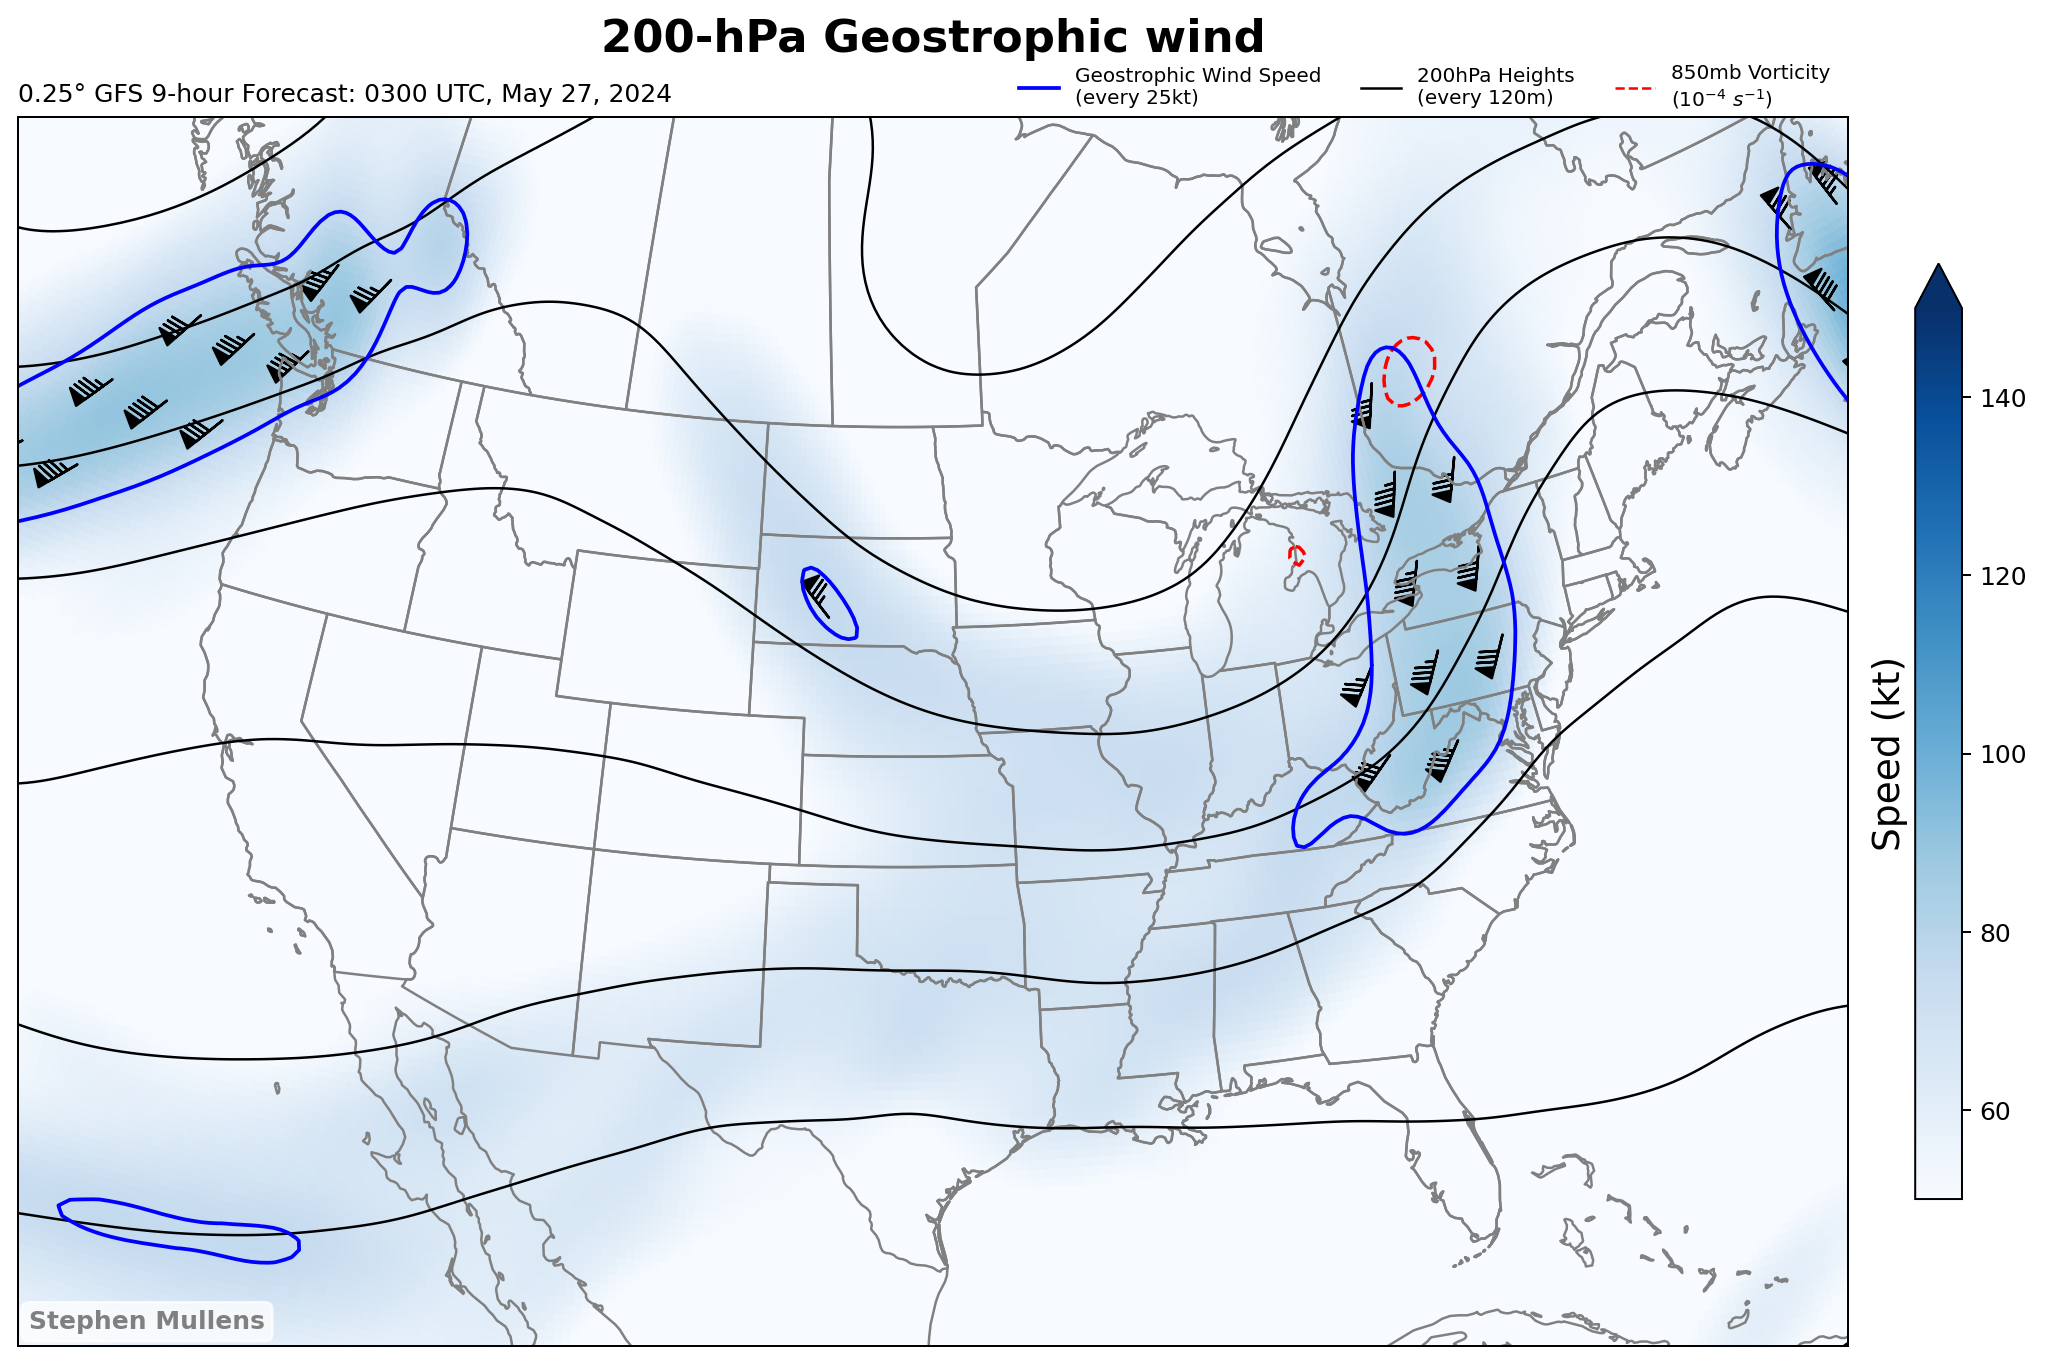 200-hPa Geostrophic wind
0.25° GFS 9-hour Forecast: 0300 UTC, May 27, 2024
Geostrophic Wind Speed
(every 25kt)
200hPa Heights
(every 120m)
850mb Vorticity
(10⁻⁴ s⁻¹)
140
120
100
80
60
Speed (kt)
Stephen Mullens